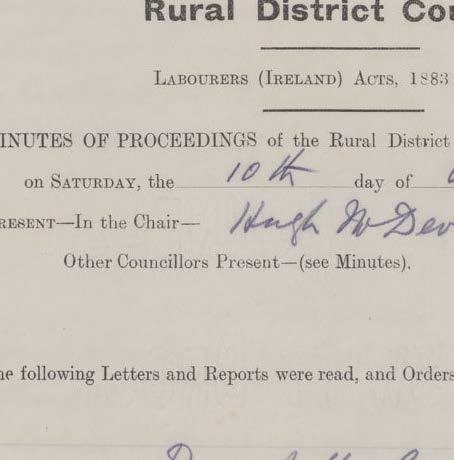 Rural District Cou
LABOURERS (IRELAND) ACTS, 1883
INUTES OF PROCEEDINGS of the Rural District
on SATURDAY, the 10th day of
RESENT—In the Chair— Hugh McDev
Other Councillors Present—(see Minutes).
he following Letters and Reports were read, and Orders